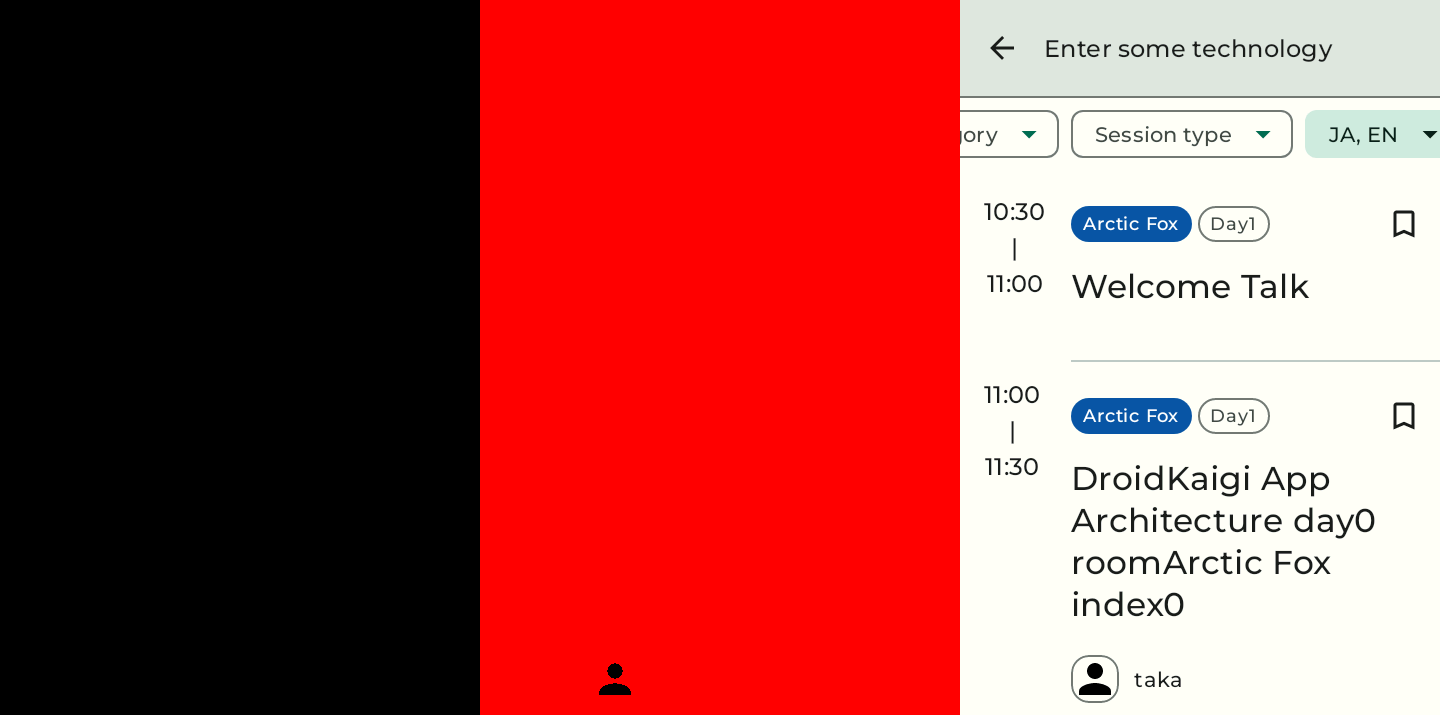 Enter some technology
gory
Session type
JA, EN
10:30
|
11:00
Arctic Fox
Day1
Welcome Talk
11:00
|
11:30
Arctic Fox
Day1
DroidKaigi App
Architecture day0
roomArctic Fox
index0
taka